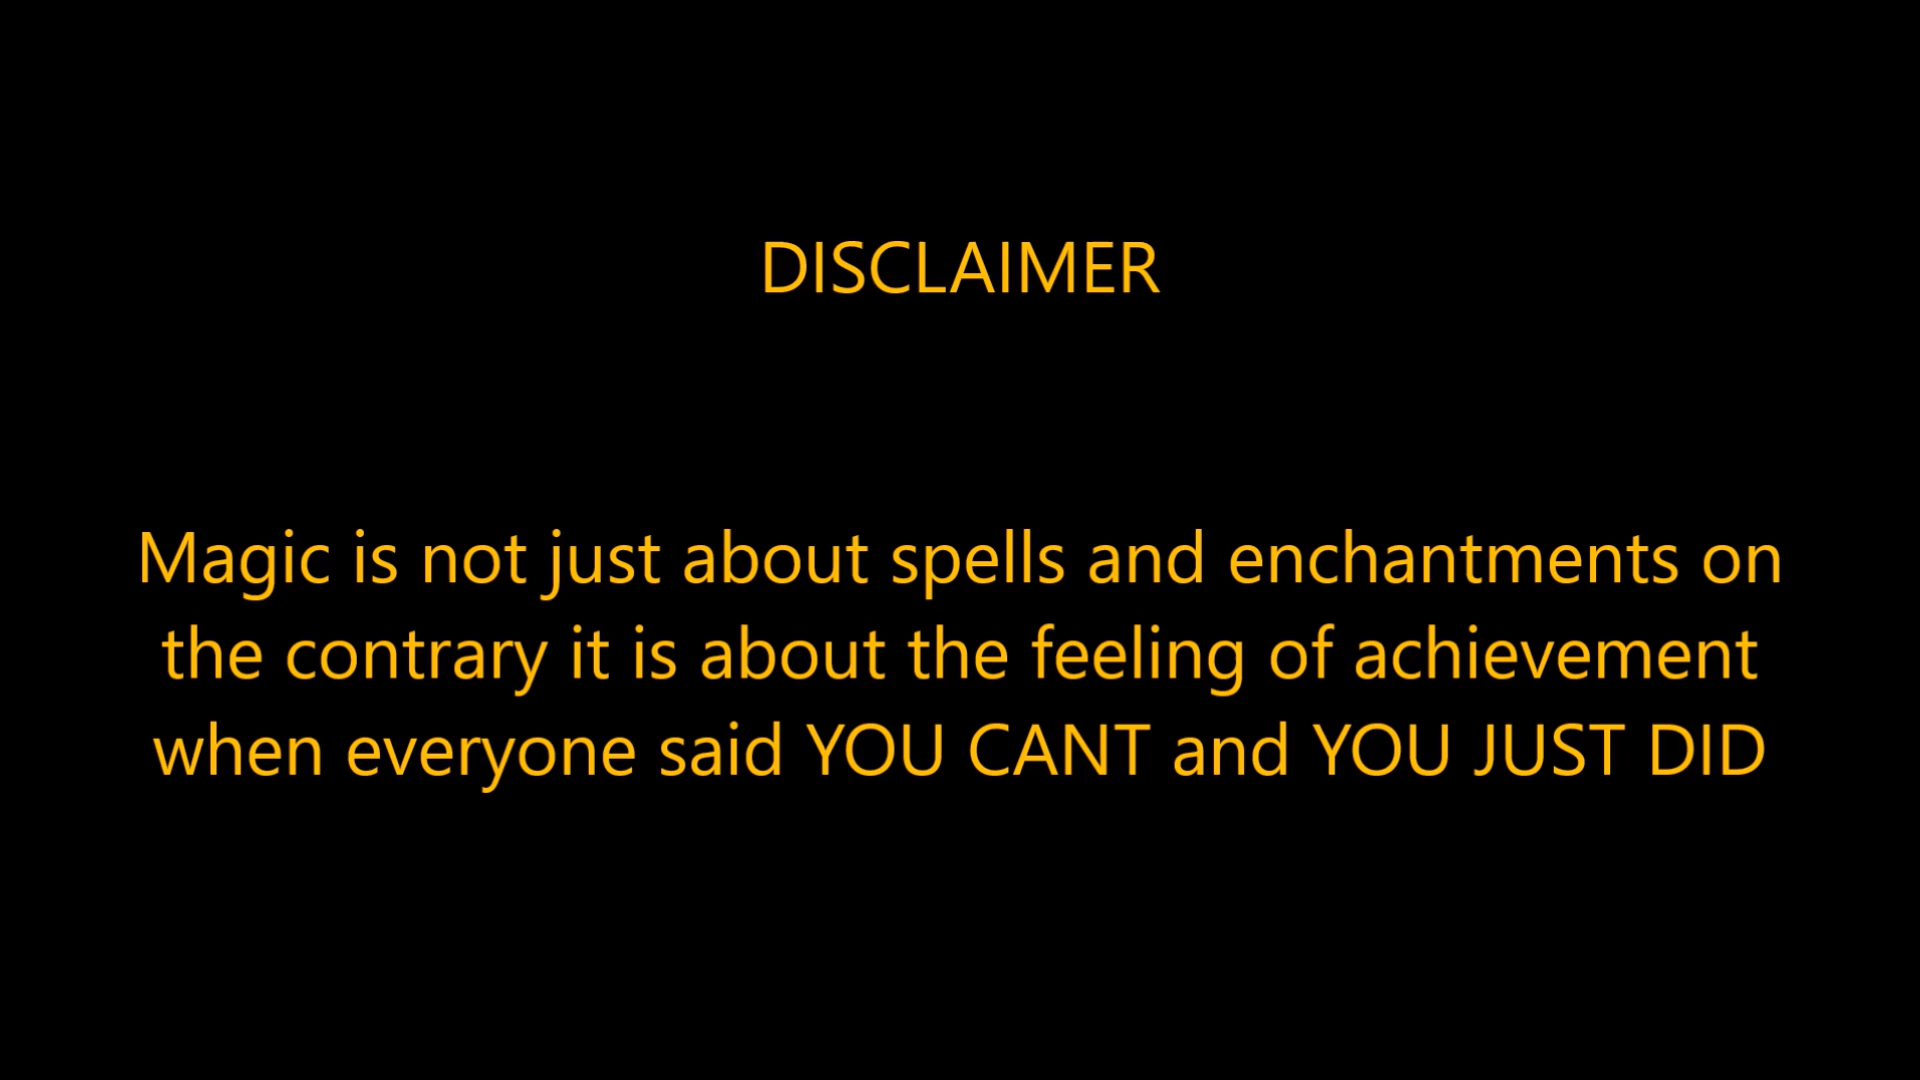 DISCLAIMER
Magic is not just about spells and enchantments on
the contrary it is about the feeling of achievement
when everyone said YOU CANT and YOU JUST DID